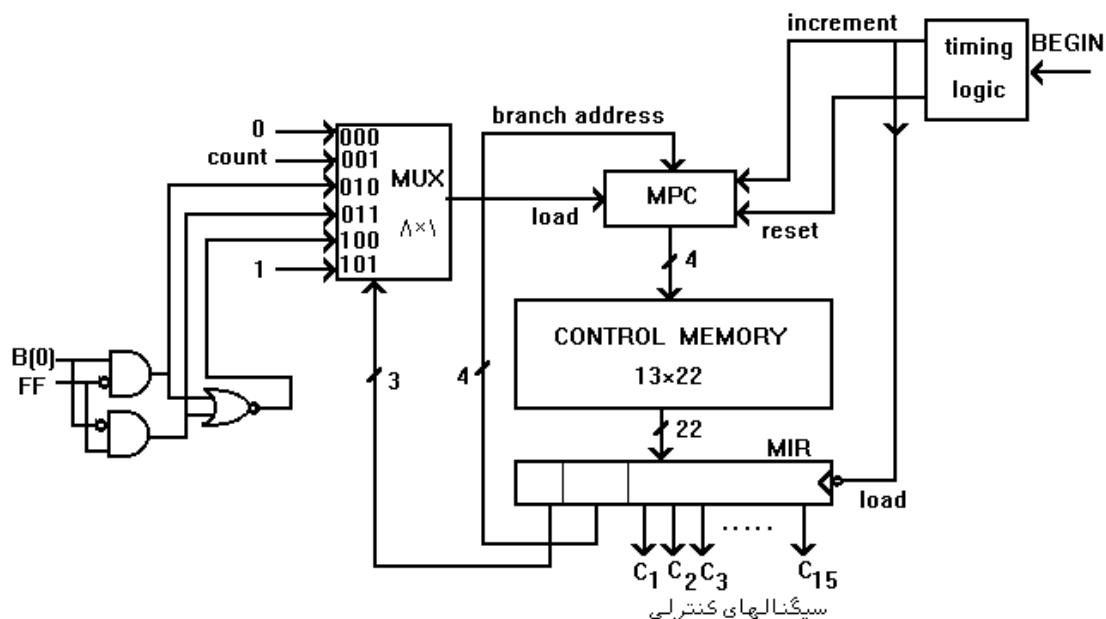 increment
timing
logic
BEGIN
branch address
0
count
000
001
010
011
100
101
MUX
۸×۱
1
load
MPC
reset
4
B(0)
FF
3
4
CONTROL MEMORY
13×22
22
MIR
load
C1 C2 C3 ..... C15
سیگنالهای کنترلی